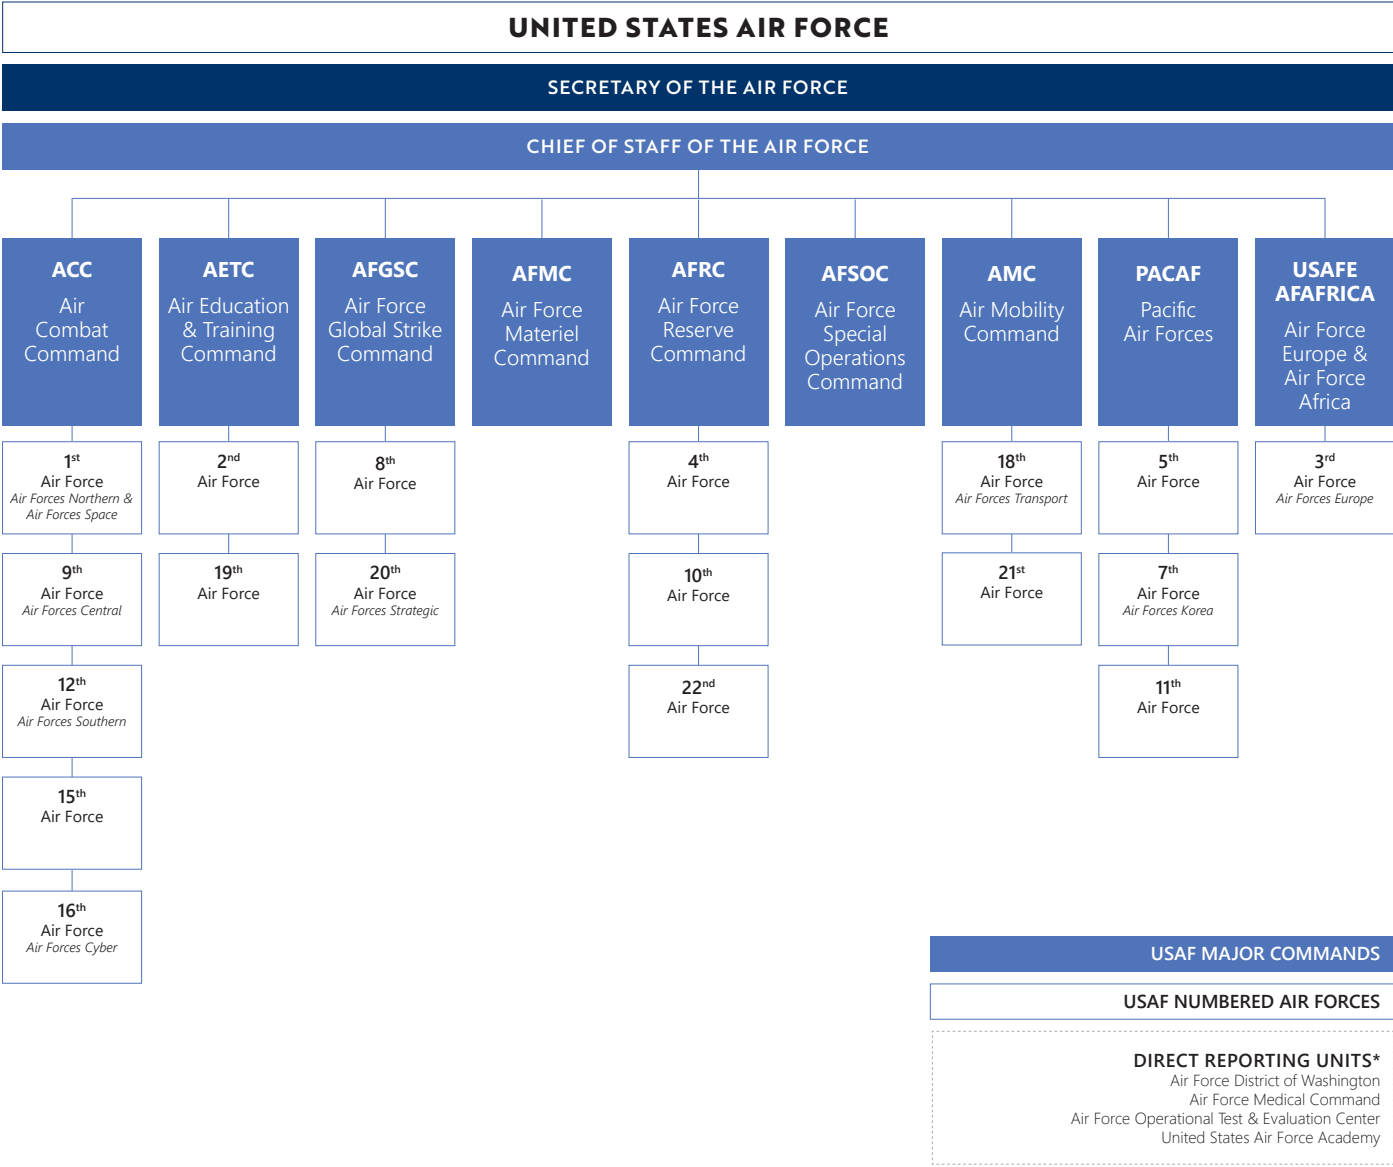 UNITED STATES AIR FORCE
SECRETARY OF THE AIR FORCE
CHIEF OF STAFF OF THE AIR FORCE
ACC
Air
Combat
Command
AETC
Air Education
& Training
Command
AFGSC
Air Force
Global Strike
Command
AFMC
Air Force
Materiel
Command
AFRC
Air Force
Reserve
Command
AFSOC
Air Force
Special
Operations
Command
AMC
Air Mobility
Command
PACAF
Pacific
Air Forces
USAFE
AFAFRICA
Air Force
Europe &
Air Force
Africa
1st
Air Force
Air Forces Northern &
Air Forces Space
9th
Air Force
Air Forces Central
12th
Air Force
Air Forces Southern
15th
Air Force
16th
Air Force
Air Forces Cyber
2nd
Air Force
19th
Air Force
8th
Air Force
20th
Air Force
Air Forces Strategic
4th
Air Force
10th
Air Force
22nd
Air Force
18th
Air Force
Air Forces Transport
21st
Air Force
5th
Air Force
7th
Air Force
Air Forces Korea
11th
Air Force
3rd
Air Force
Air Forces Europe
USAF MAJOR COMMANDS
USAF NUMBERED AIR FORCES
DIRECT REPORTING UNITS*
Air Force District of Washington
Air Force Medical Command
Air Force Operational Test & Evaluation Center
United States Air Force Academy